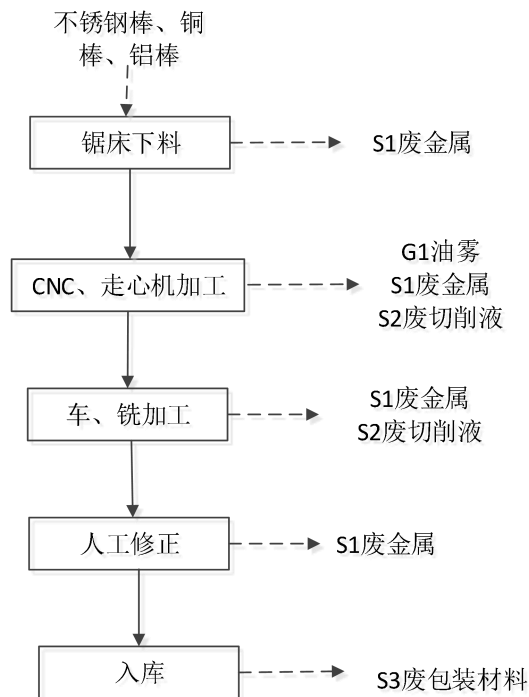 不锈钢棒、铜
棒、铝棒
锯床下料
S1废金属
G1油雾
CNC、走心机加工
S1废金属
S2废切削液
车、铣加工
S1废金属
S2废切削液
人工修正
S1废金属
入库
S3废包装材料